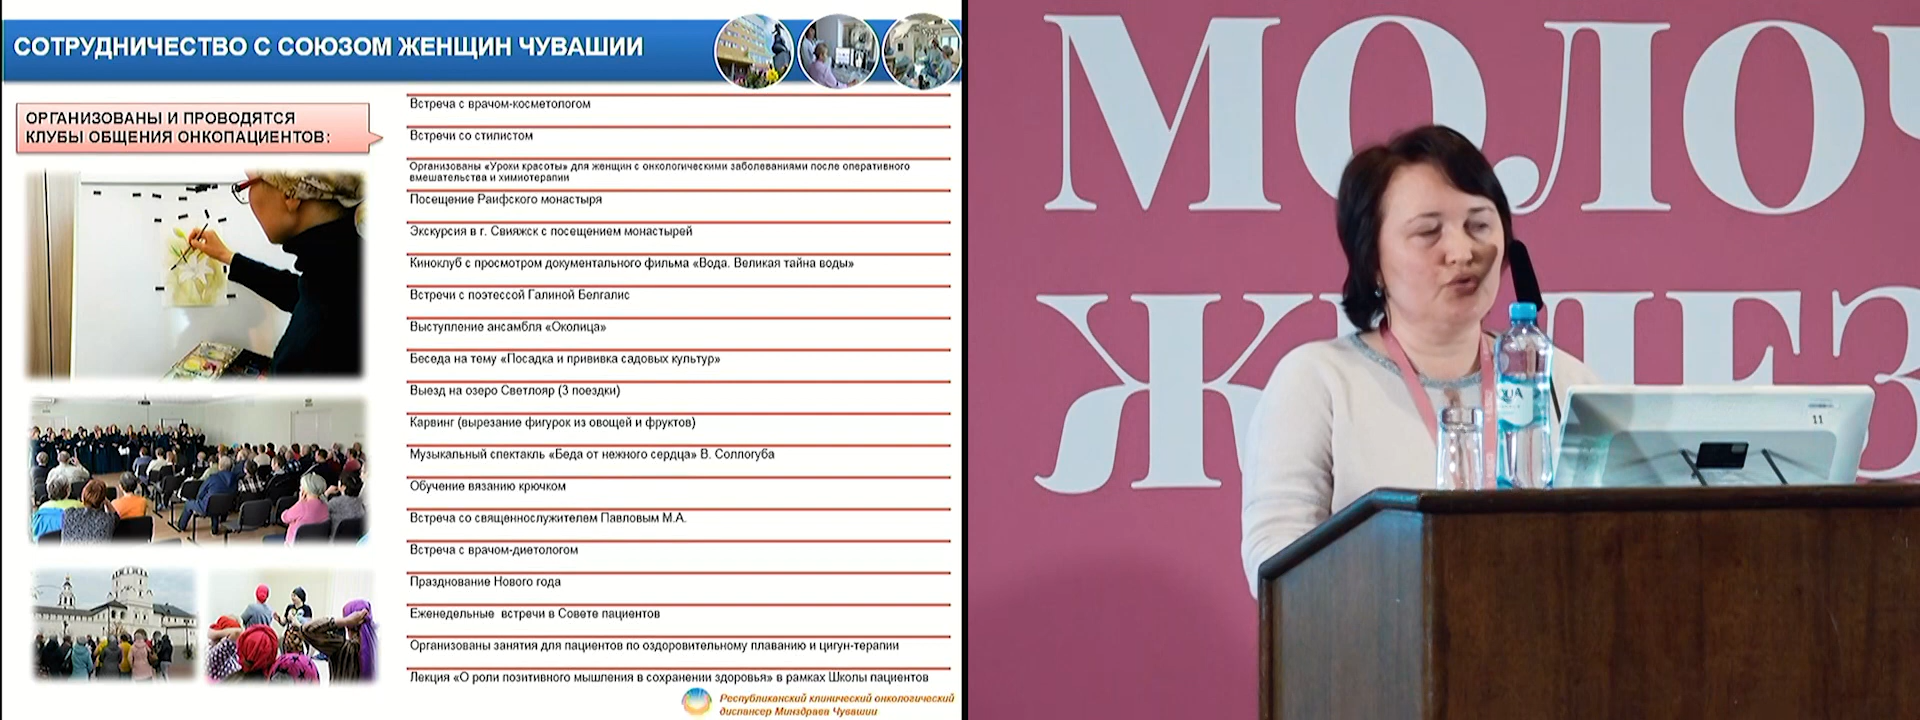 СОТРУДНИЧЕСТВО С СОЮЗОМ ЖЕНЩИН ЧУВАШИИ
ОРГАНИЗОВАНЫ И ПРОВОДЯТСЯ
КЛУБЫ ОБЩЕНИЯ ОНКОПАЦИЕНТОВ:
Встреча с врачом-косметологом
Встречи со стилистом
Организованы «Уроки красоты» для женщин с онкологическими заболеваниями после оперативного
вмешательства и химиотерапии
Посещение Раифского монастыря
Экскурсия в г. Свияжск с посещением монастырей
Киноклуб с просмотром документального фильма «Вода. Великая тайна воды»
Встречи с поэтессой Галиной Белгалис
Выступление ансамбля «Околица»
Беседа на тему «Посадка и прививка садовых культур»
Выезд на озеро Светлояр (3 поездки)
Карвинг (вырезание фигурок из овощей и фруктов)
Музыкальный спектакль «Беда от нежного сердца» В. Соллогуба
Обучение вязанию крючком
Встреча со священнослужителем Павловым М.А.
Встреча с врачом-диетологом
Празднование Нового года
Еженедельные встречи в Совете пациентов
Организованы занятия для пациентов по оздоровительному плаванию и цигун-терапии
Лекция «О роли позитивного мышления в сохранении здоровья» в рамках Школы пациентов
Республиканский клинический онкологический
диспансер Минздрава Чувашии
МОЛОЧ
ЖЕЛЕЗ
11